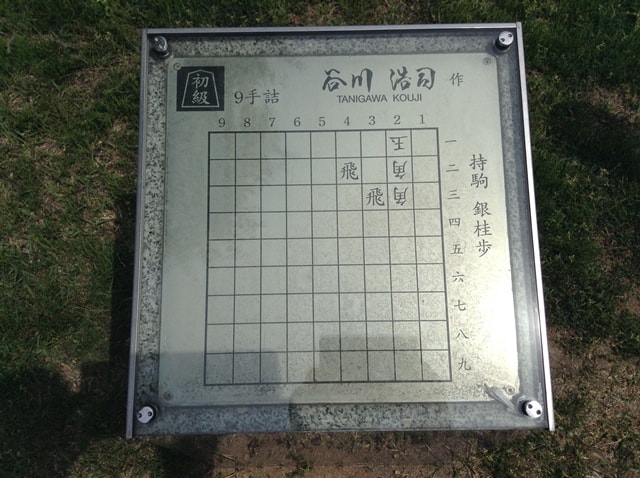 初級
9手詰
谷川 浩司 作
TANIGAWA KOUJI
9 8 7 6 5 4 3 2 1
王 一
飛 角 二
飛 角 三
四
五
六
七
八
九
持駒 銀桂歩